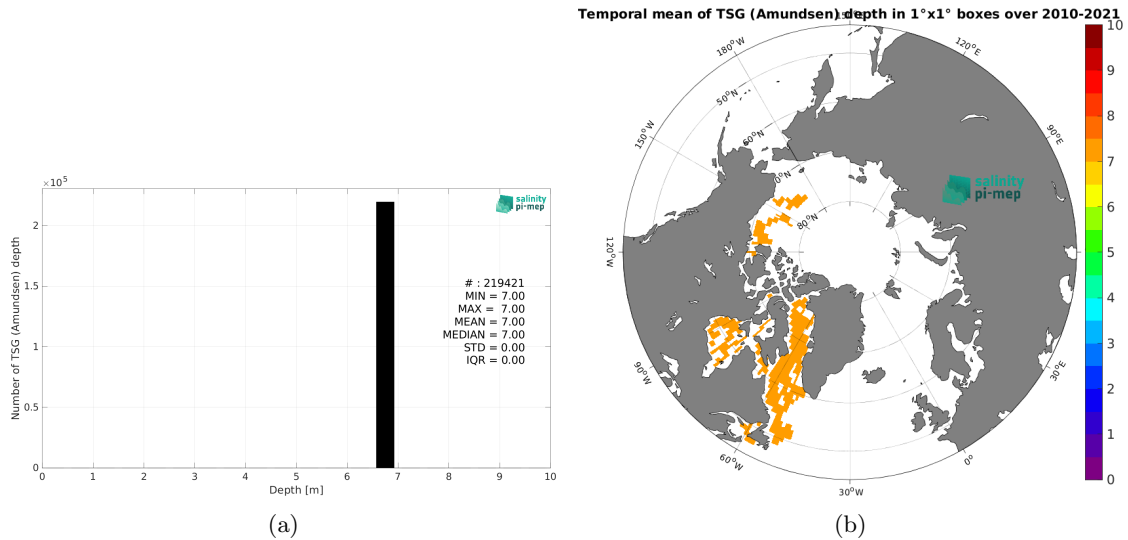 ×10⁵
2
1.5
1
0.5
0
Number of TSG (Amundsen) depth
0 1 2 3 4 5 6 7 8 9 10
Depth [m]
salinity
pi-mep
# : 219421
MIN = 7.00
MAX = 7.00
MEAN = 7.00
MEDIAN = 7.00
STD = 0.00
IQR = 0.00
(a)
Temporal mean of TSG (Amundsen) depth in 1°x1° boxes over 2010-2021
180°W
120°E
150°W
50°N
60°N
0°N
80°N
90°E
salinity
pi-mep
120°W
90°W
60°W
30°W
0°
30°E
10
9
8
7
6
5
4
3
2
1
0
(b)